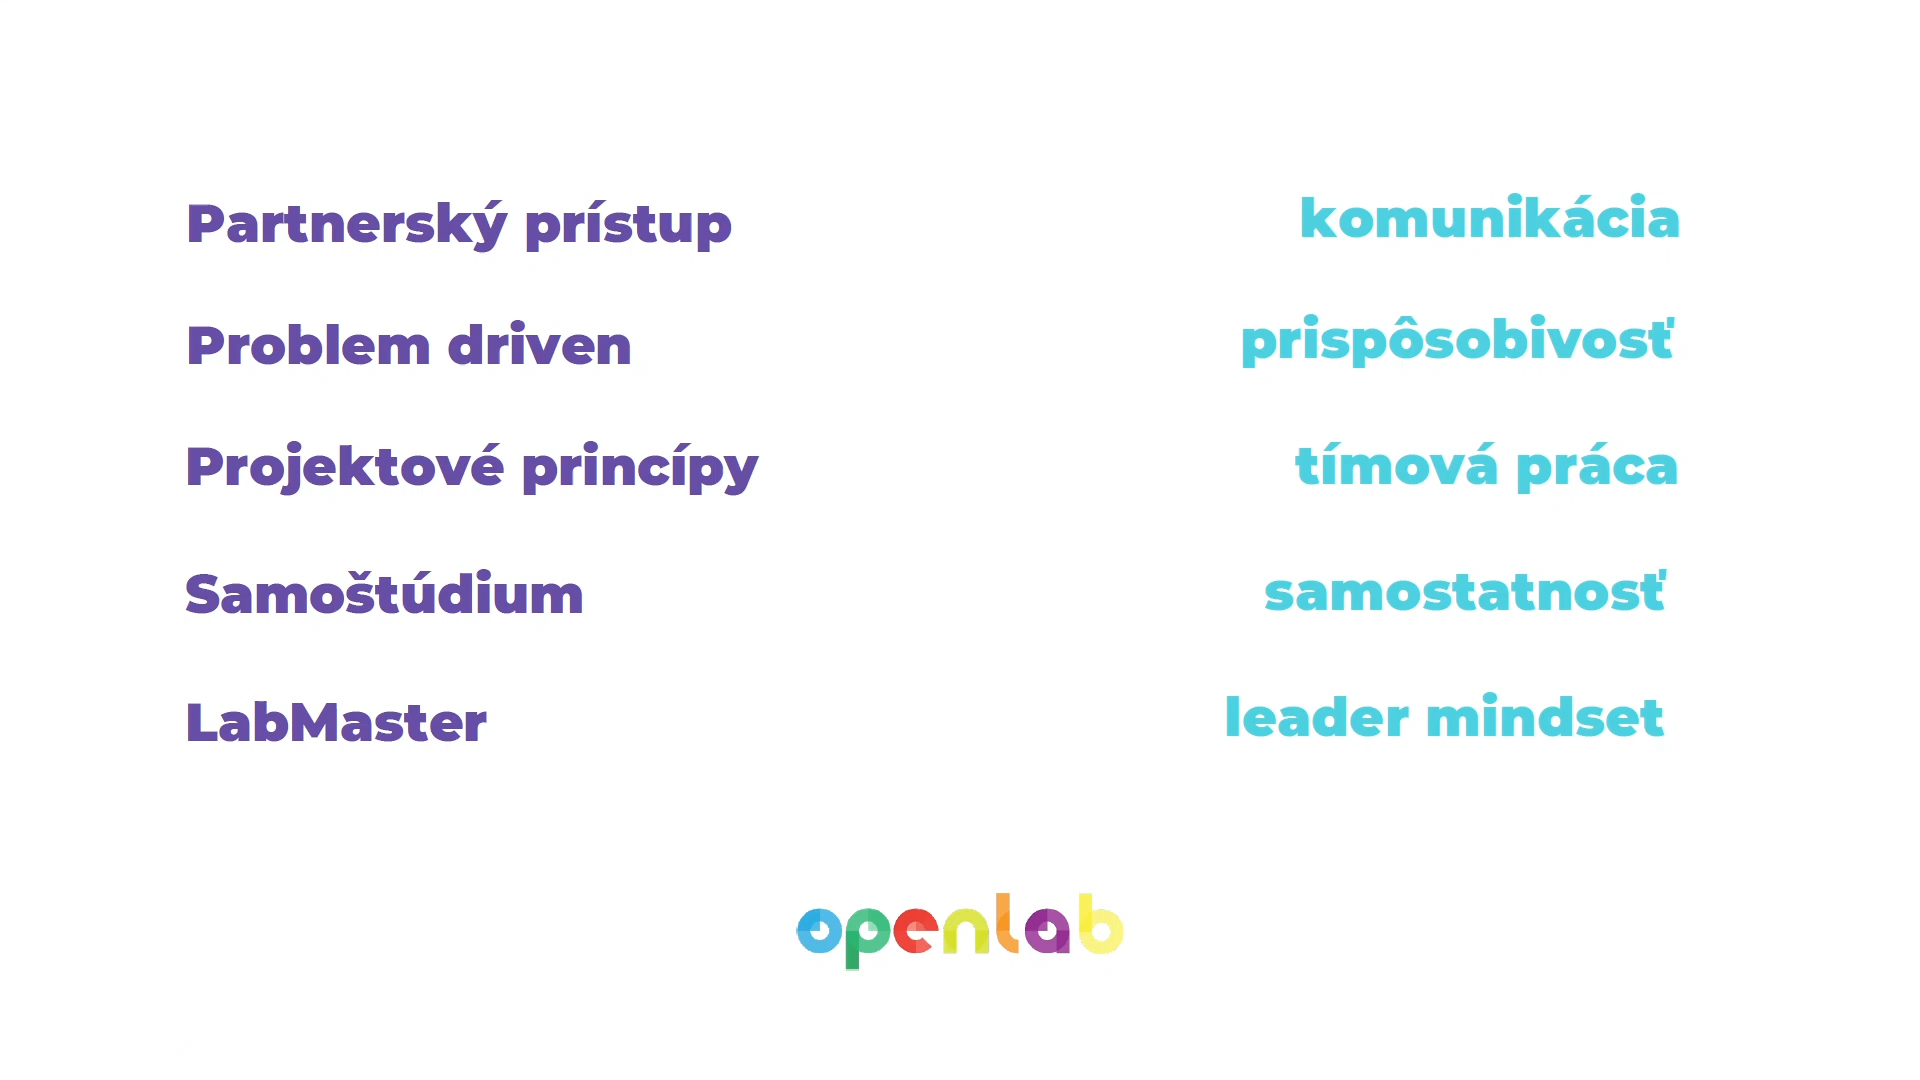 Partnerský prístup
komunikácia
Problem driven
prispôsobivosť
Projektové princípy
tímová práca
Samoštúdium
samostatnosť
LabMaster
leader mindset
openlab